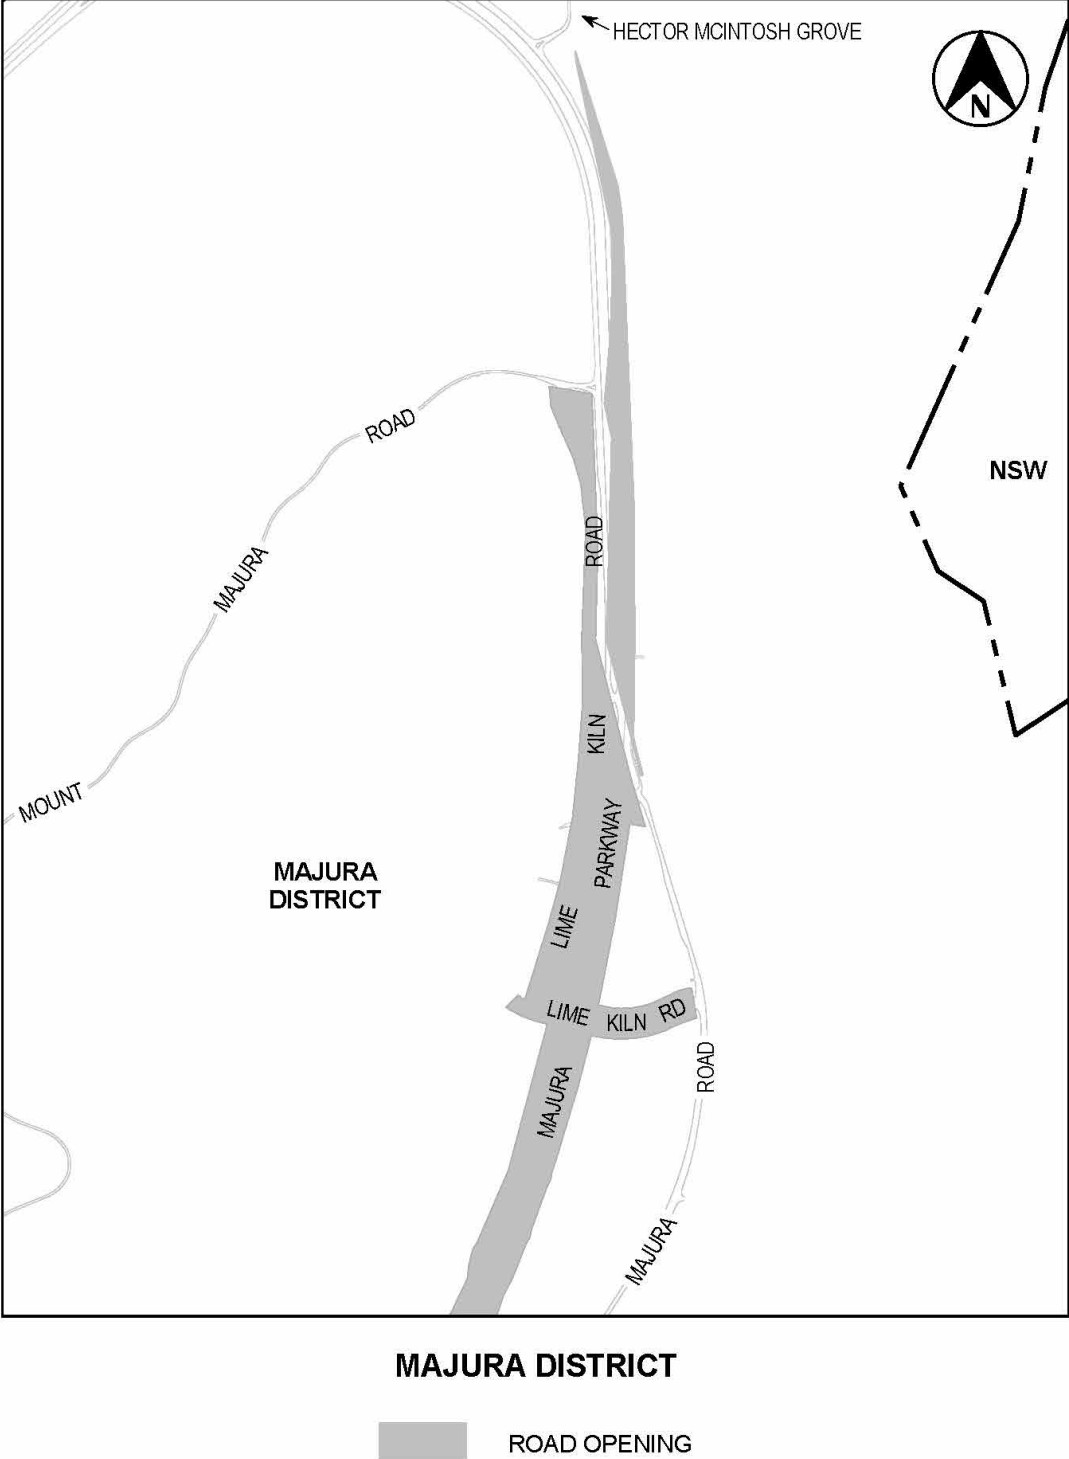 HECTOR MCINTOSH GROVE
N
ROAD
NSW
ROAD
MAJURA
KILN
MOUNT
PARKWAY
MAJURA
DISTRICT
LIME
LIME KILN RD
ROAD
MAJURA
MAJURA
MAJURA DISTRICT
ROAD OPENING